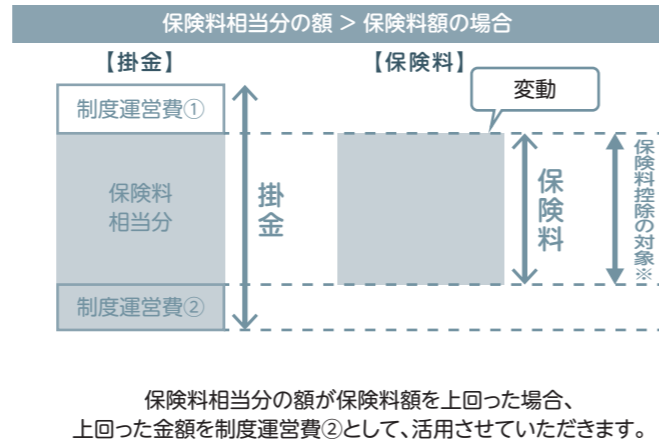 保険料相当分の額 > 保険料額の場合
【掛金】
【保険料】
変動
制度運営費①
保険料
相当分
制度運営費②
掛金
保険料
保険料控除の対象※
保険料相当分の額が保険料額を上回った場合、
上回った金額を制度運営費②として、活用させていただきます。